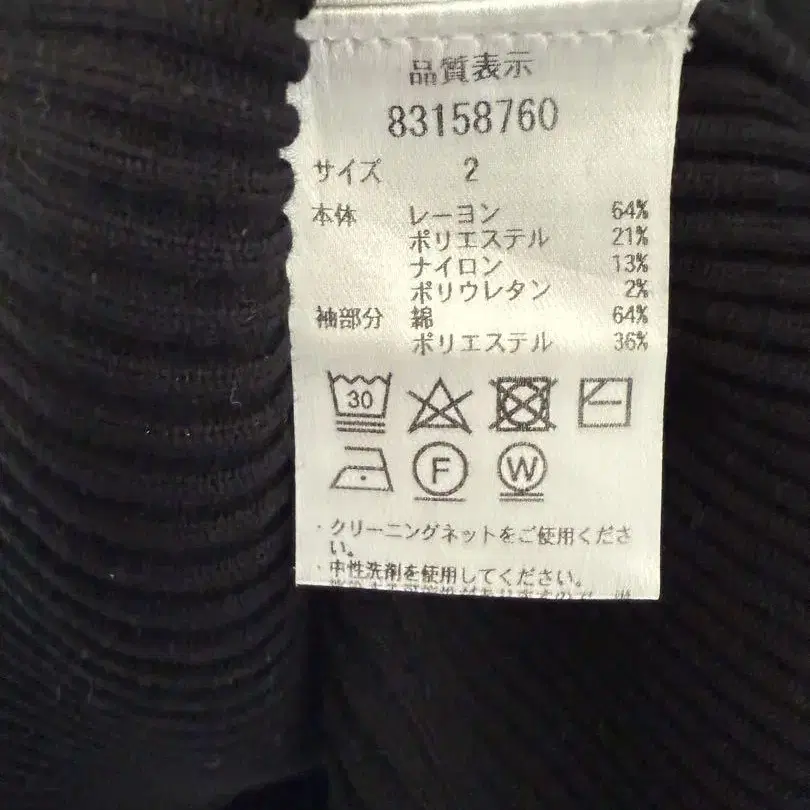 品質表示
83158760
サイズ 2
本体 レーヨン 64%
ポリエステル 21%
ナイロン 13%
ポリウレタン 2%
袖部分 綿 64%
ポリエステル 36%
30
F W
・クリーニングネットをご使用くださ
い。
・中性洗剤を使用してください。